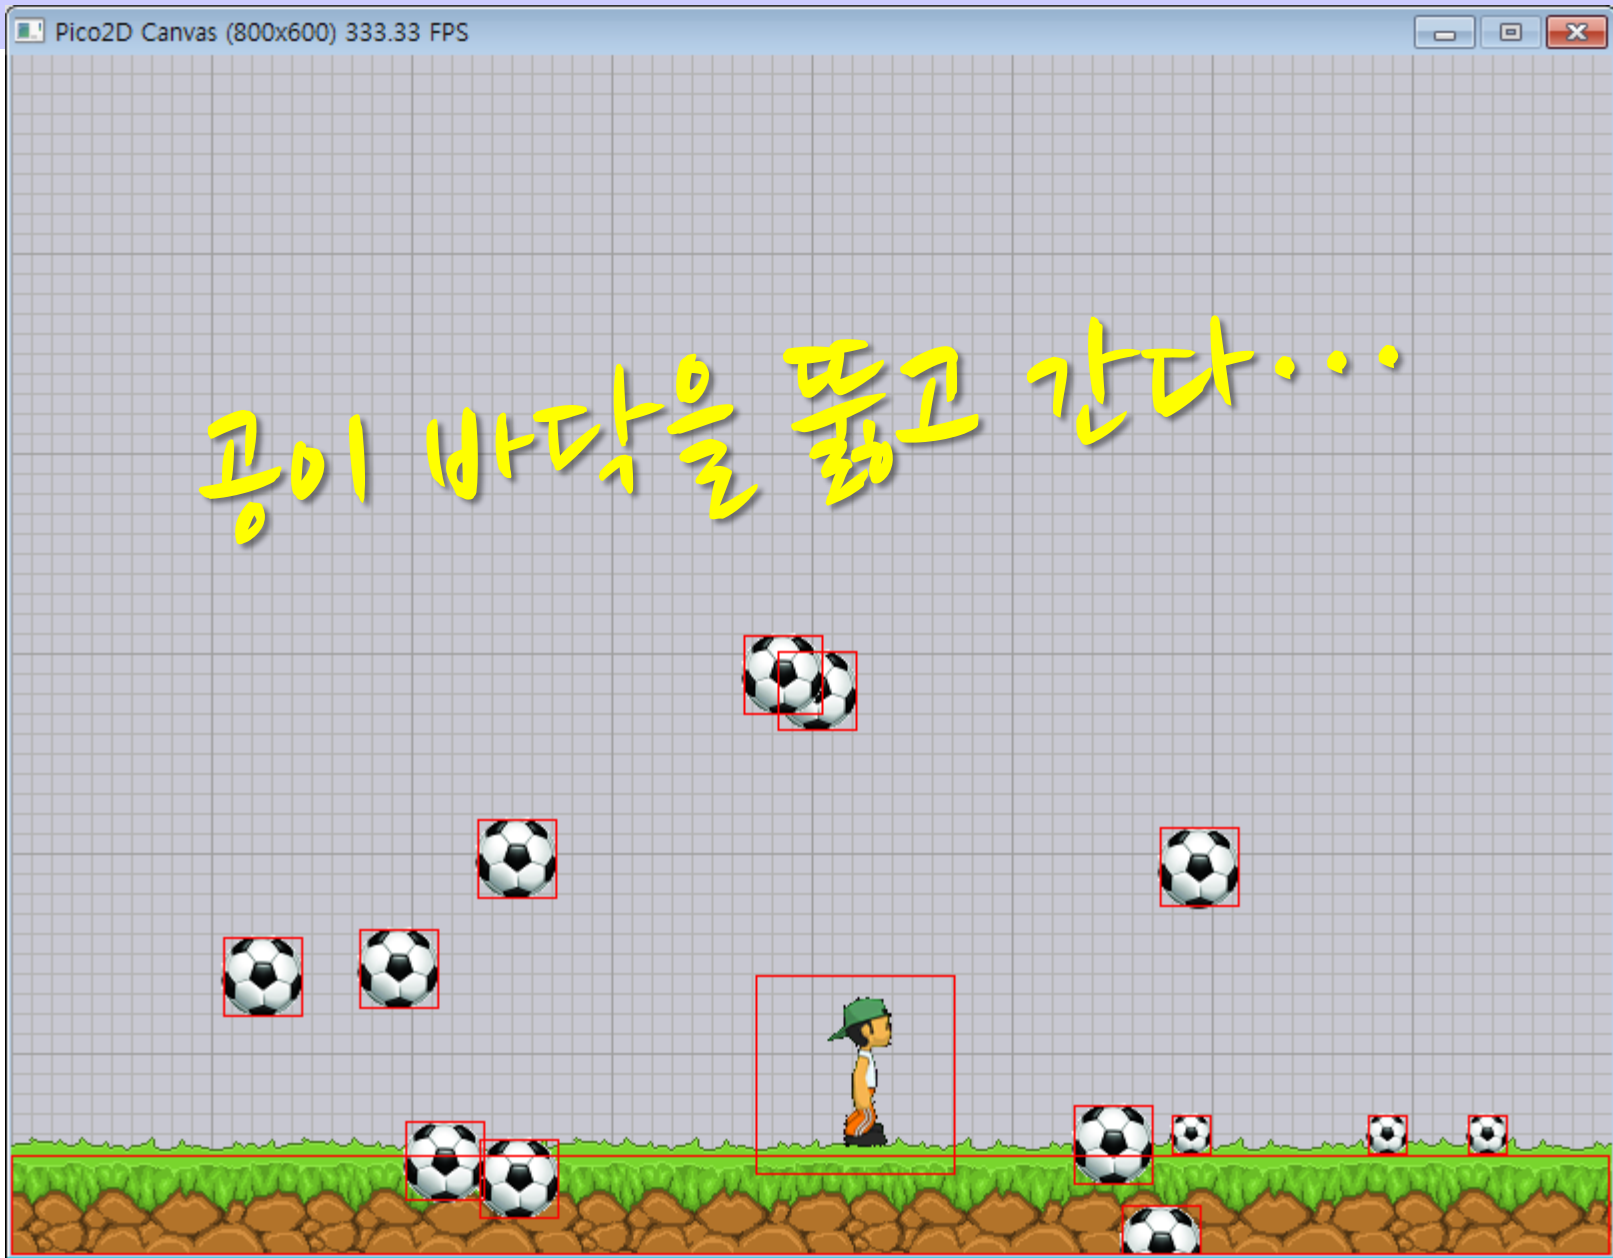 Pico2D Canvas (800x600) 333.33 FPS
공이 바닥을 뚫고 간다...